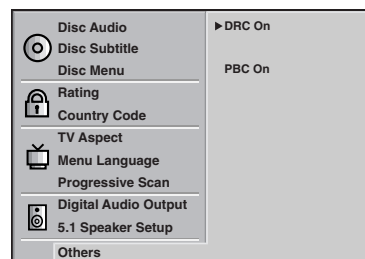 Disc Audio
Disc Subtitle
Disc Menu
Rating
Country Code
TV Aspect
Menu Language
Progressive Scan
Digital Audio Output
5.1 Speaker Setup
Others
DRC On
PBC On